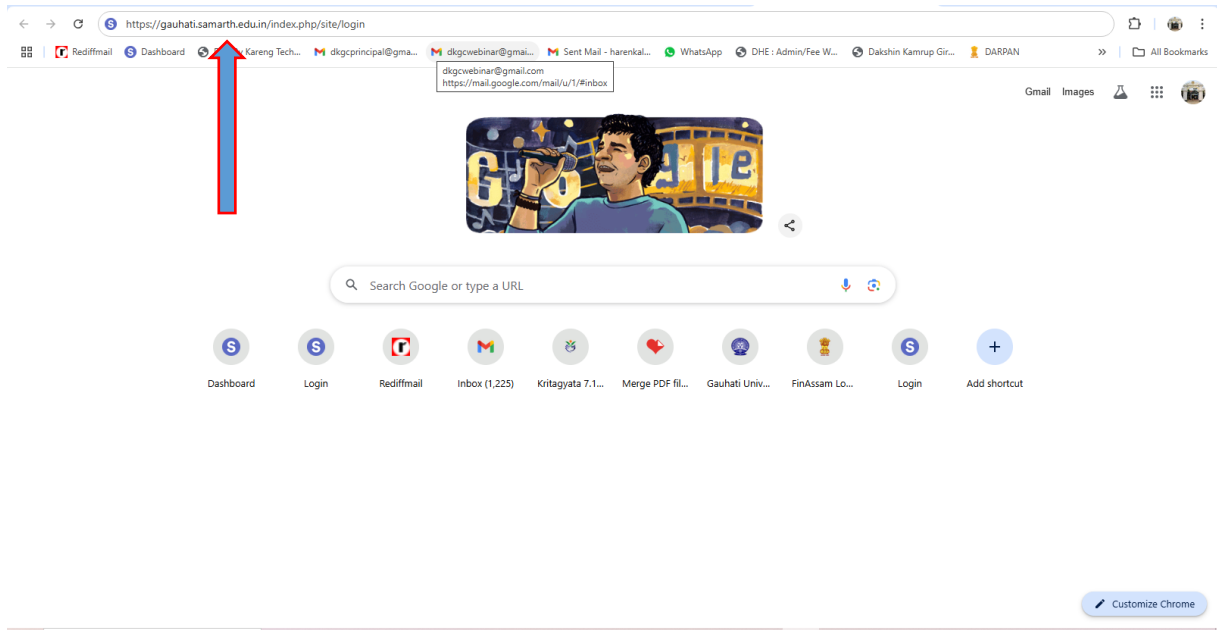 https://gauhati.samarth.edu.in/index.php/site/login
Rediffmail Dashboard Kareng Tech... dkgcprincipal@gma... dkgcwebinar@gmai... Sent Mail - harenkal... WhatsApp DHE : Admin/Fee W... Dakshin Kamrup Gir... DARPAN » All Bookmarks
dkgcwebinar@gmail.com
https://mail.google.com/mail/u/1/#inbox
Gmail Images
Google
Search Google or type a URL
Dashboard Login Rediffmail Inbox (1,225) Kritagyata 7.1... Merge PDF fil... Gauhati Univ... FinAssam Lo... Login Add shortcut
Customize Chrome